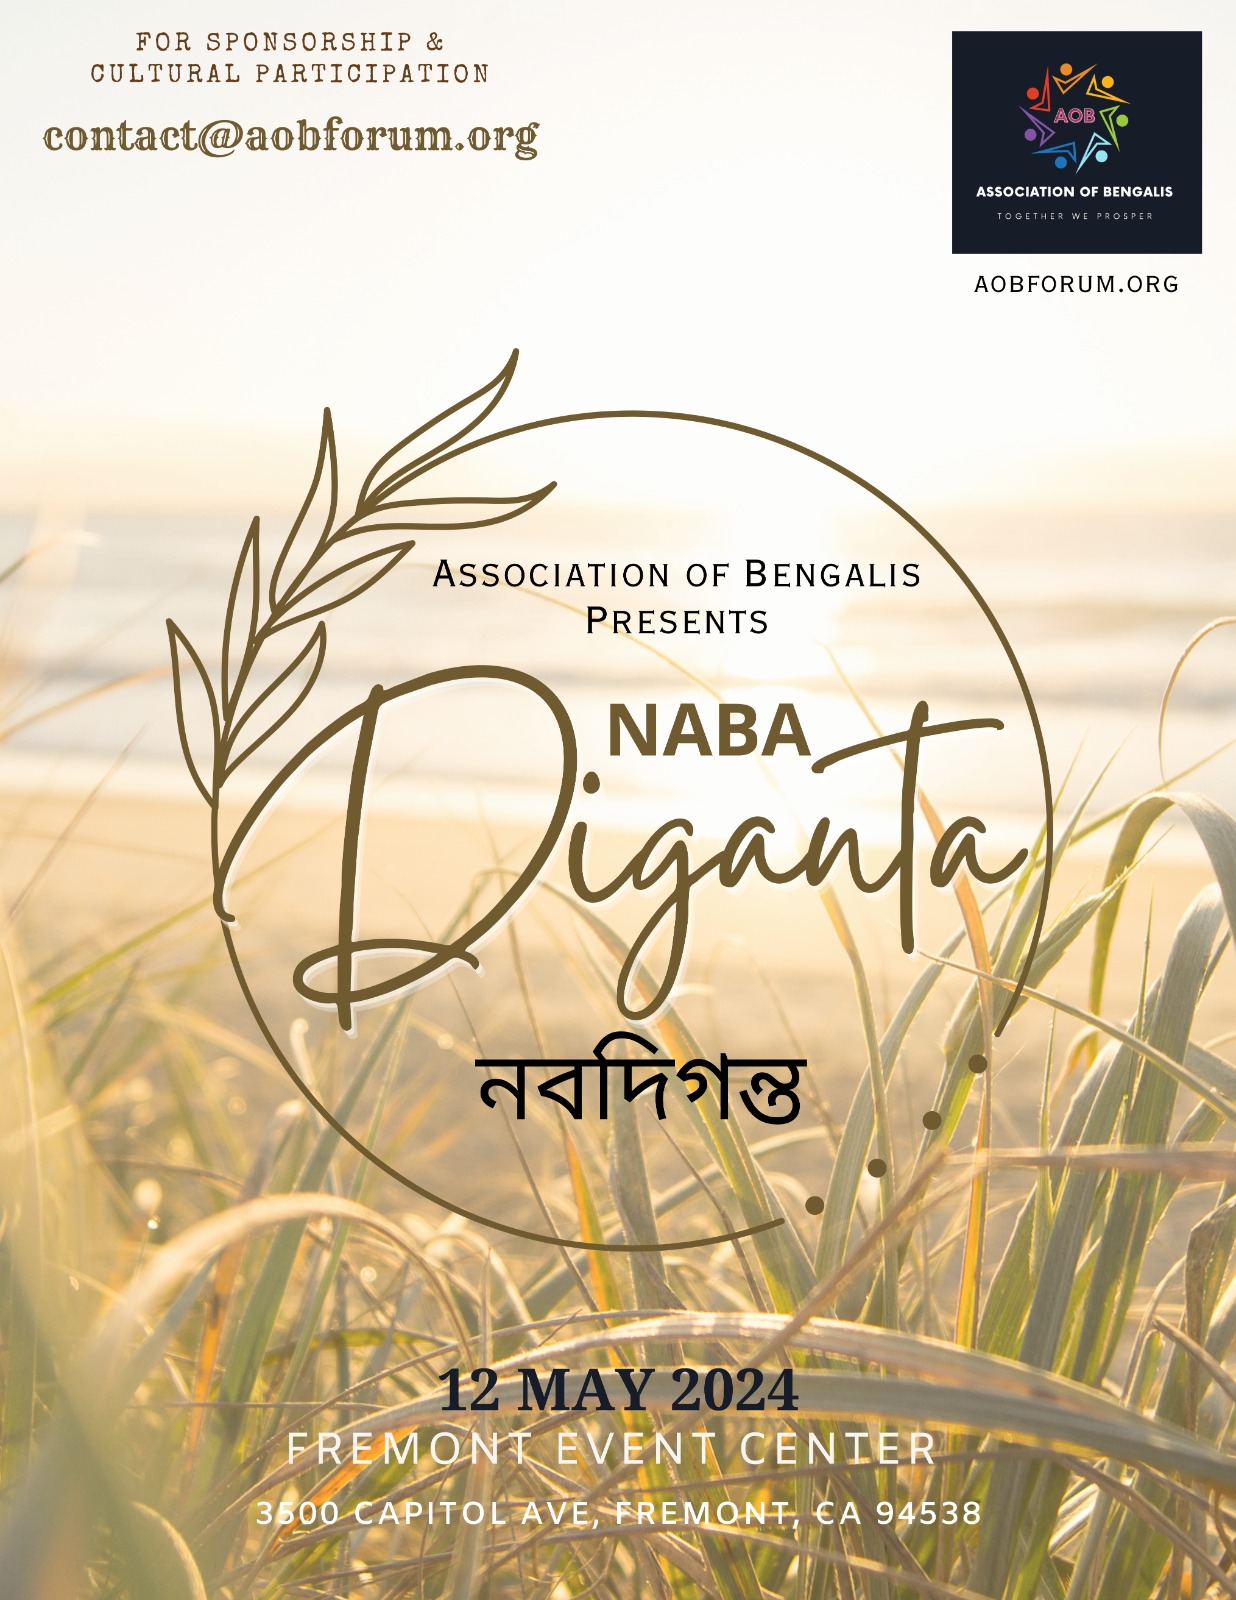 FOR SPONSORSHIP &
CULTURAL PARTICIPATION
contact@aobforum.org
AOB
ASSOCIATION OF BENGALIS
TOGETHER WE PROSPER
AOBFORUM.ORG
ASSOCIATION OF BENGALIS
PRESENTS
NABA
Diganta
নবদিগন্ত
12 MAY 2024
FREMONT EVENT CENTER
3500 CAPITOL AVE, FREMONT, CA 94538